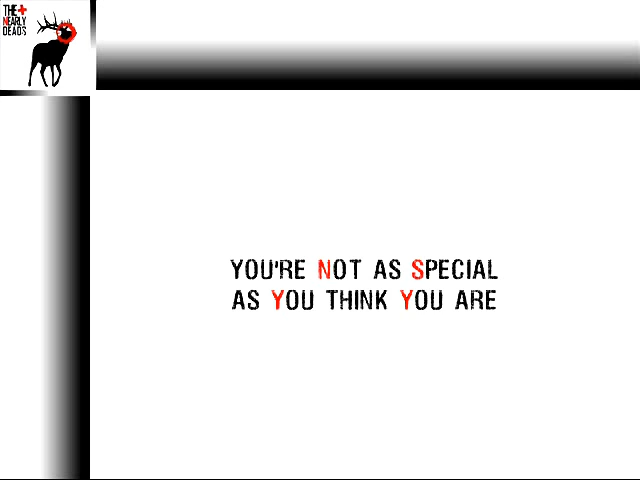 THE
NEARLY
DEADS
YOU'RE NOT AS SPECIAL
AS YOU THINK YOU ARE